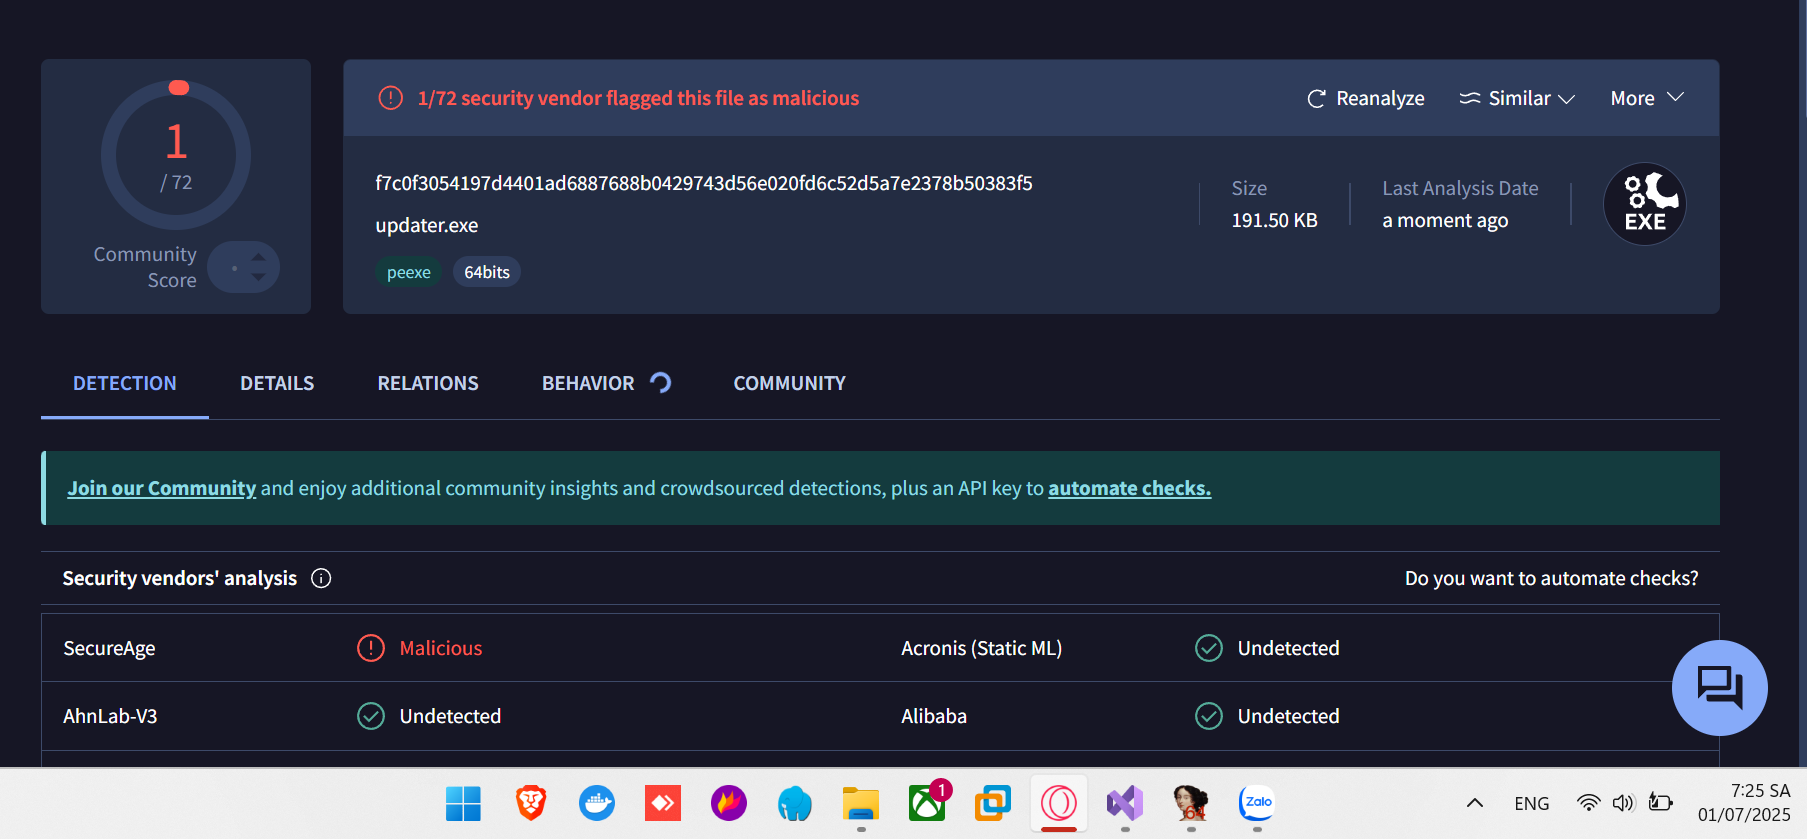 1
/ 72
Community
Score
1/72 security vendor flagged this file as malicious
Reanalyze
Similar
More
f7c0f3054197d4401ad6887688b0429743d56e020fd6c52d5a7e2378b50383f5
updater.exe
peexe
64bits
Size
191.50 KB
Last Analysis Date
a moment ago
EXE
DETECTION
DETAILS
RELATIONS
BEHAVIOR
COMMUNITY
Join our Community and enjoy additional community insights and crowdsourced detections, plus an API key to automate checks.
Security vendors' analysis
Do you want to automate checks?
SecureAge
Malicious
Acronis (Static ML)
Undetected
AhnLab-V3
Undetected
Alibaba
Undetected
1
64
Zalo
ENG
7:25 SA
01/07/2025